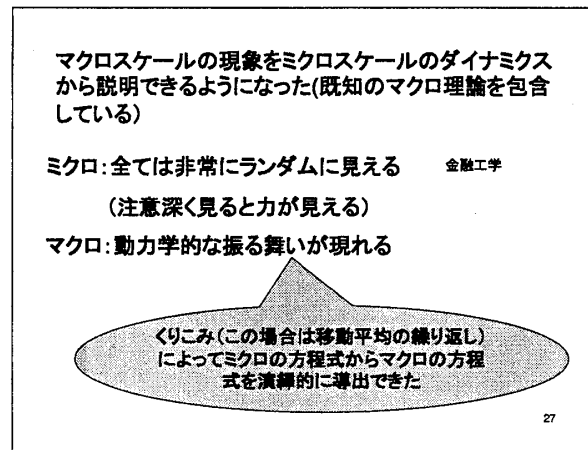 マクロスケールの現象をミクロスケールのダイナミクス
から説明できるようになった(既知のマクロ理論を包含
している)
ミクロ:全ては非常にランダムに見える 金融工学
(注意深く見ると力が見える)
マクロ:動力学的な振る舞いが現れる
くりこみ(この場合は移動平均の繰り返し)
によってミクロの方程式からマクロの方程
式を演繹的に導出できた
27